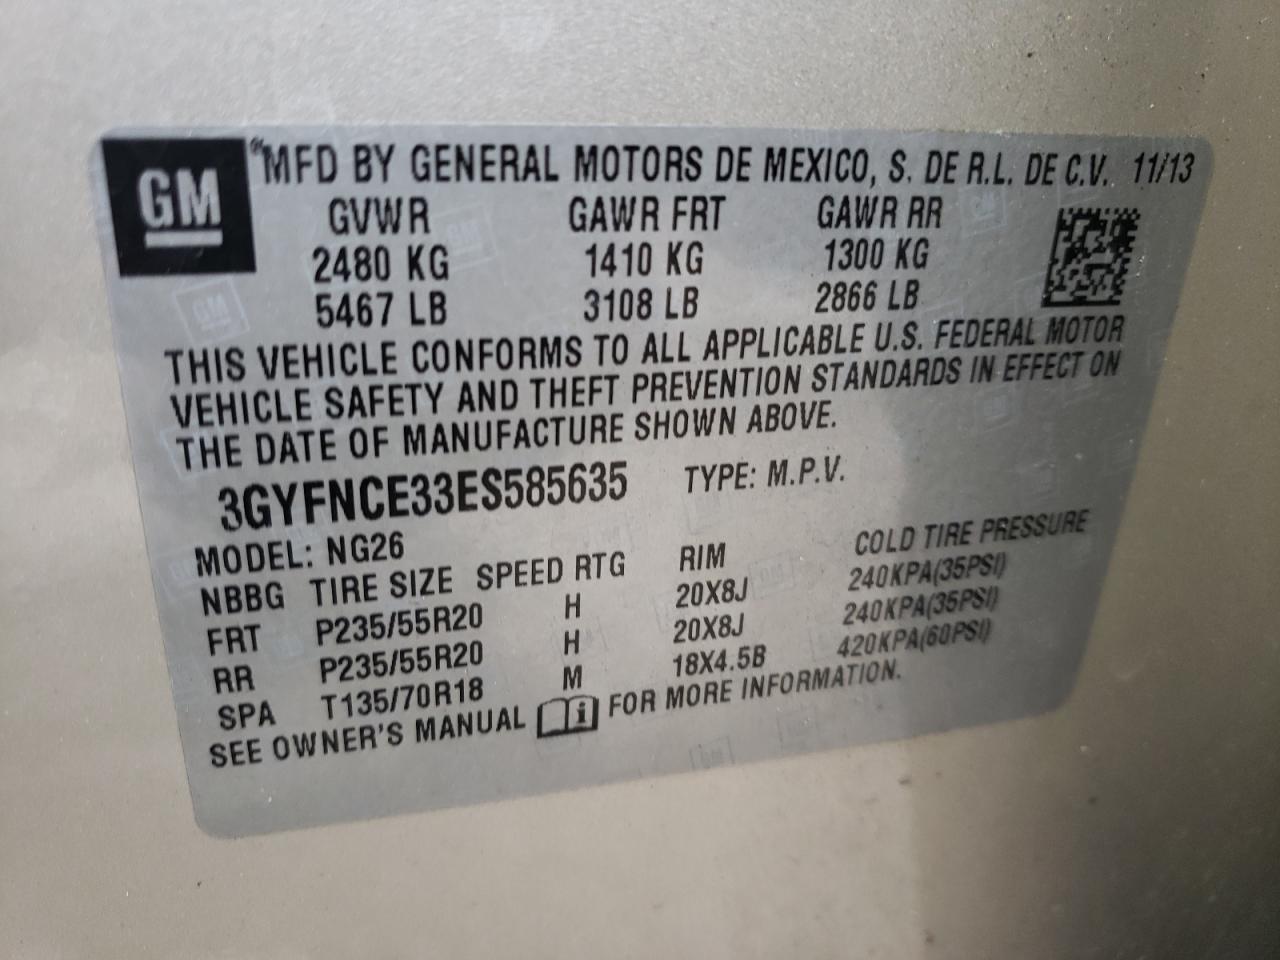 GM
"MFD BY GENERAL MOTORS DE MEXICO, S. DE R.L. DE C.V. 11/13
GVWR GAWR FRT GAWR RR
2480 KG 1410 KG 1300 KG
5467 LB 3108 LB 2866 LB
THIS VEHICLE CONFORMS TO ALL APPLICABLE U.S. FEDERAL MOTOR
VEHICLE SAFETY AND THEFT PREVENTION STANDARDS IN EFFECT ON
THE DATE OF MANUFACTURE SHOWN ABOVE.
3GYFNCE33ES585635 TYPE: M.P.V.
MODEL: NG26
NBBG TIRE SIZE SPEED RTG RIM COLD TIRE PRESSURE
FRT P235/55R20 H 20X8J 240KPA(35PSI)
RR P235/55R20 H 20X8J 240KPA(35PSI)
SPA T135/70R18 M 18X4.5B 420KPA(60PSI)
SEE OWNER'S MANUAL i FOR MORE INFORMATION.